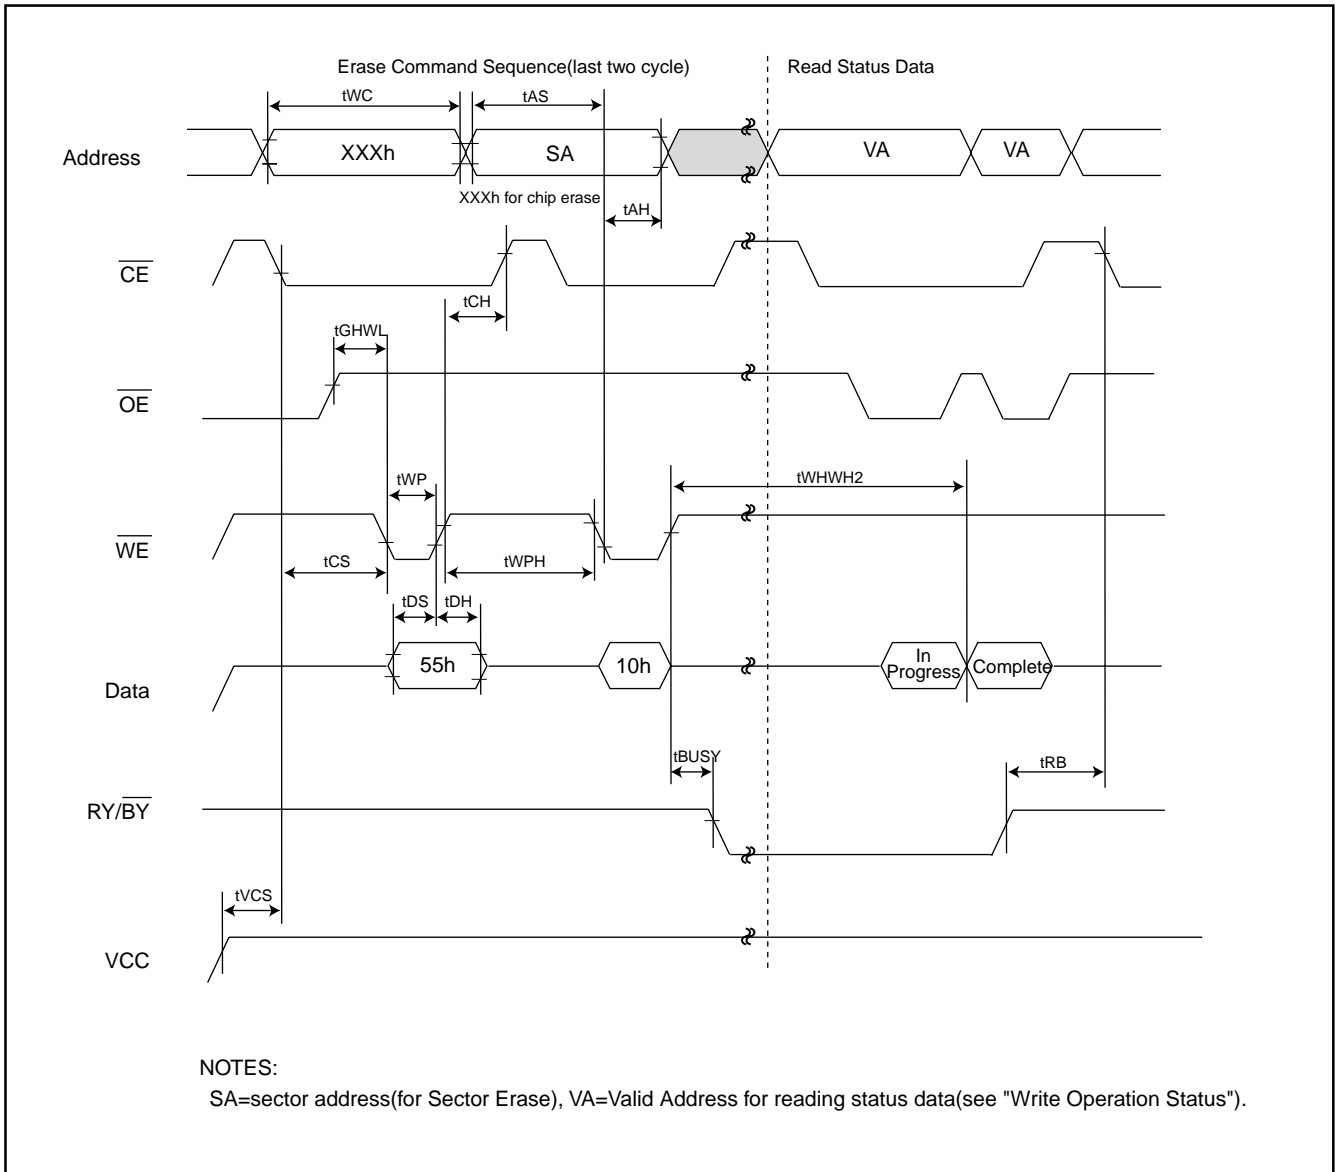 Erase Command Sequence(last two cycle)
Read Status Data
tWC
tAS
Address
XXXh
SA
VA
VA
XXXh for chip erase
tAH
CE
tCH
tGHWL
OE
tWP
tWHWH2
WE
tCS
tWPH
tDS
tDH
Data
55h
10h
In
Progress
Complete
tBUSY
tRB
RY/BY
tVCS
VCC
NOTES:
SA=sector address(for Sector Erase), VA=Valid Address for reading status data(see "Write Operation Status").